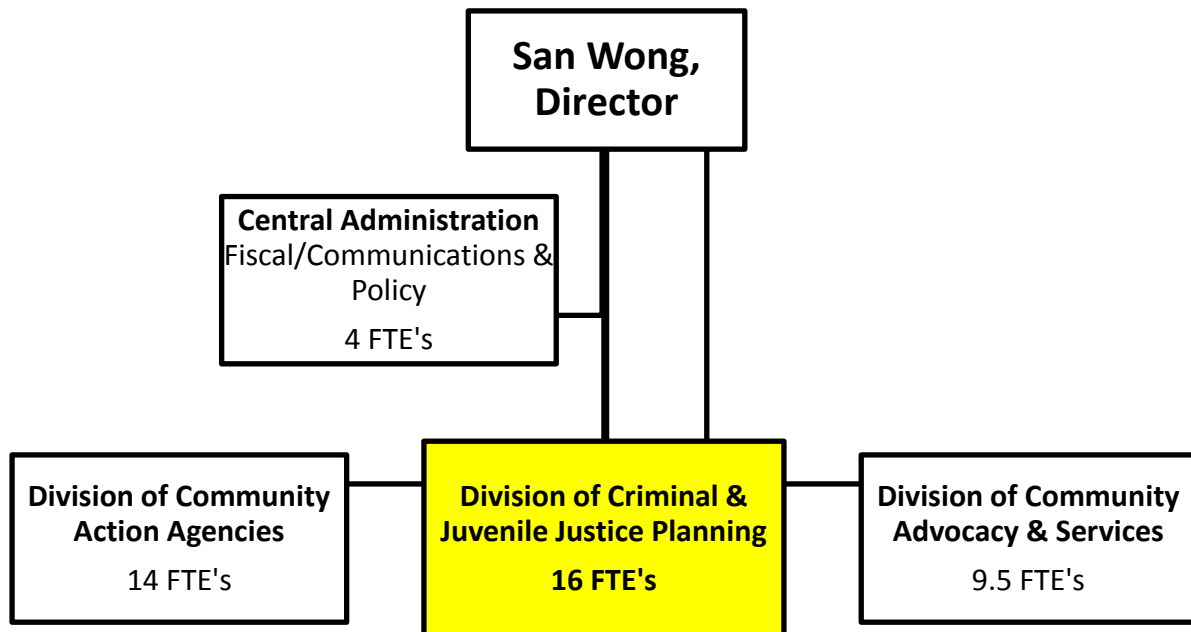 San Wong,
Director
Central Administration
Fiscal/Communications &
Policy
4 FTE's
Division of Community
Action Agencies
14 FTE's
Division of Criminal &
Juvenile Justice Planning
16 FTE's
Division of Community
Advocacy & Services
9.5 FTE's